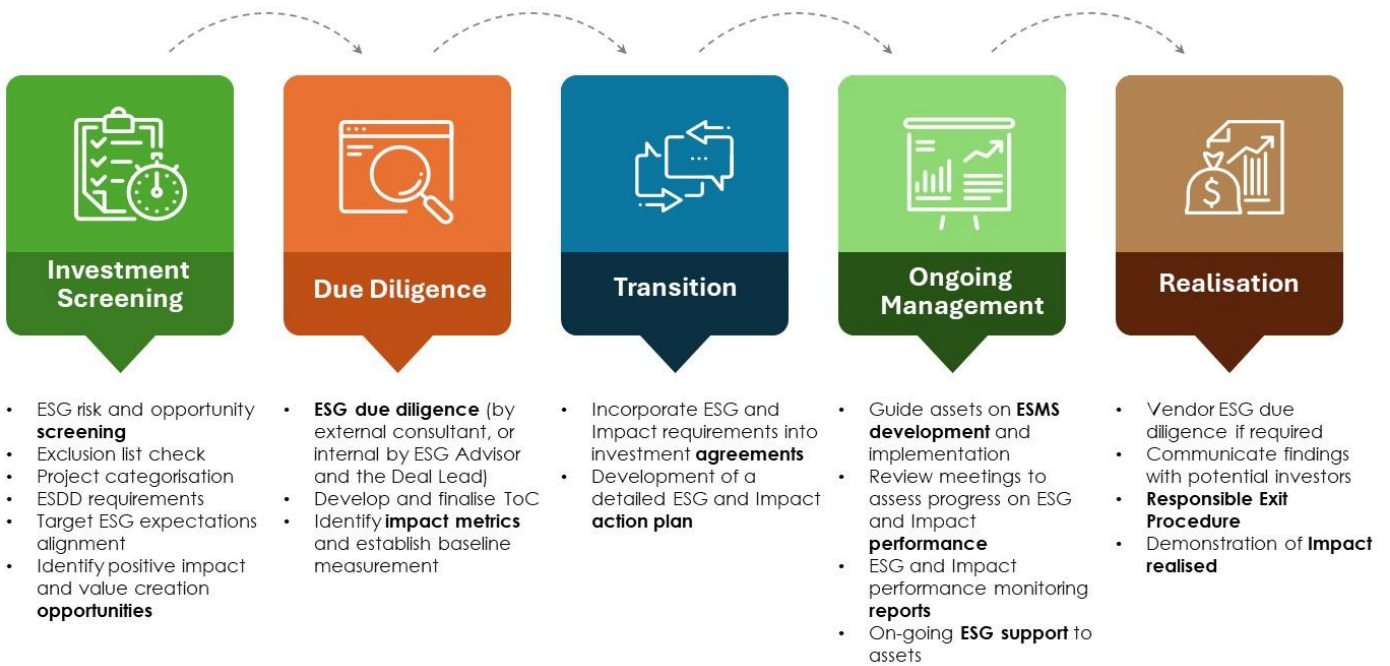 Investment
Screening
Due Diligence
Transition
Ongoing
Management
Realisation
• ESG risk and opportunity
screening
• Exclusion list check
• Project categorisation
• ESDD requirements
• Target ESG expectations
alignment
• Identify positive impact
and value creation
opportunities
• ESG due diligence (by
external consultant, or
internal by ESG Advisor
and the Deal Lead)
• Develop and finalise ToC
• Identify impact metrics
and establish baseline
measurement
• Incorporate ESG and
Impact requirements into
investment agreements
• Development of a
detailed ESG and Impact
action plan
• Guide assets on ESMS
development and
implementation
• Review meetings to
assess progress on ESG
and Impact
performance
• ESG and Impact
performance monitoring
reports
• On-going ESG support to
assets
• Vendor ESG due
diligence if required
• Communicate findings
with potential investors
• Responsible Exit
Procedure
• Demonstration of Impact
realised
$